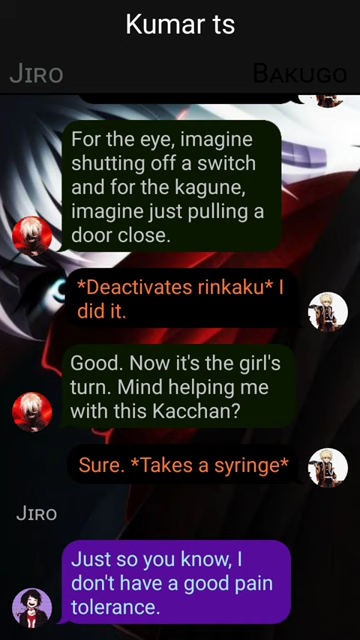 Kumar ts
Jiro
Bakugo
For the eye, imagine
shutting off a switch
and for the kagune,
imagine just pulling a
door close.
*Deactivates rinkaku* I
did it.
Good. Now it's the girl's
turn. Mind helping me
with this Kacchan?
Sure. *Takes a syringe*
Jiro
Just so you know, I
don't have a good pain
tolerance.